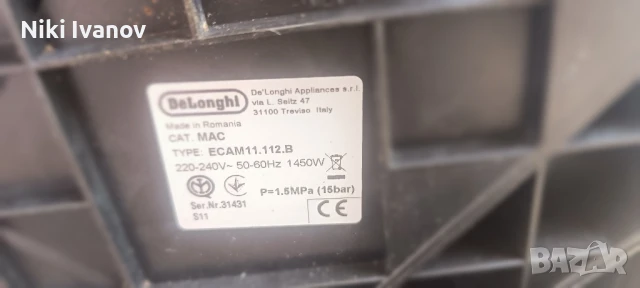 Niki Ivanov
DeLonghi
De'Longhi Appliances s.r.l.
via L. Seitz 47
31100 Treviso Italy
Made in Romania
CAT. MAC
TYPE: ECAM11.112.B
220-240V~ 50-60Hz 1450W
P=1.5MPa (15bar)
Ser.Nr.31431
S11
CE
BAZAR